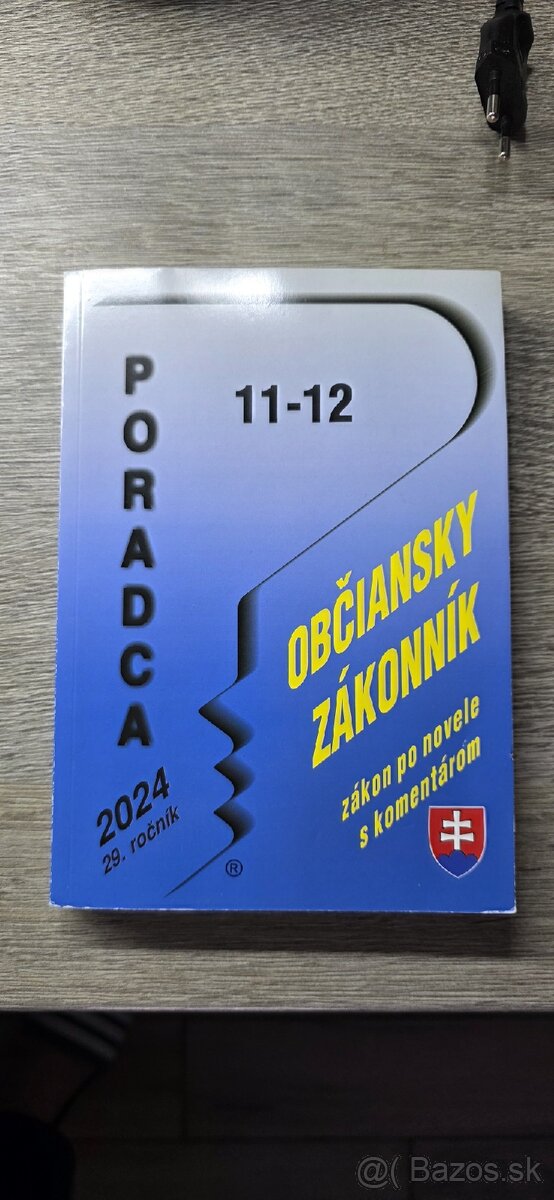 PORADCA
11-12
OBČIANSKY
ZÁKONNÍK
zákon po novele
s komentárom
2024
29. ročník
®
@( Bazos.sk